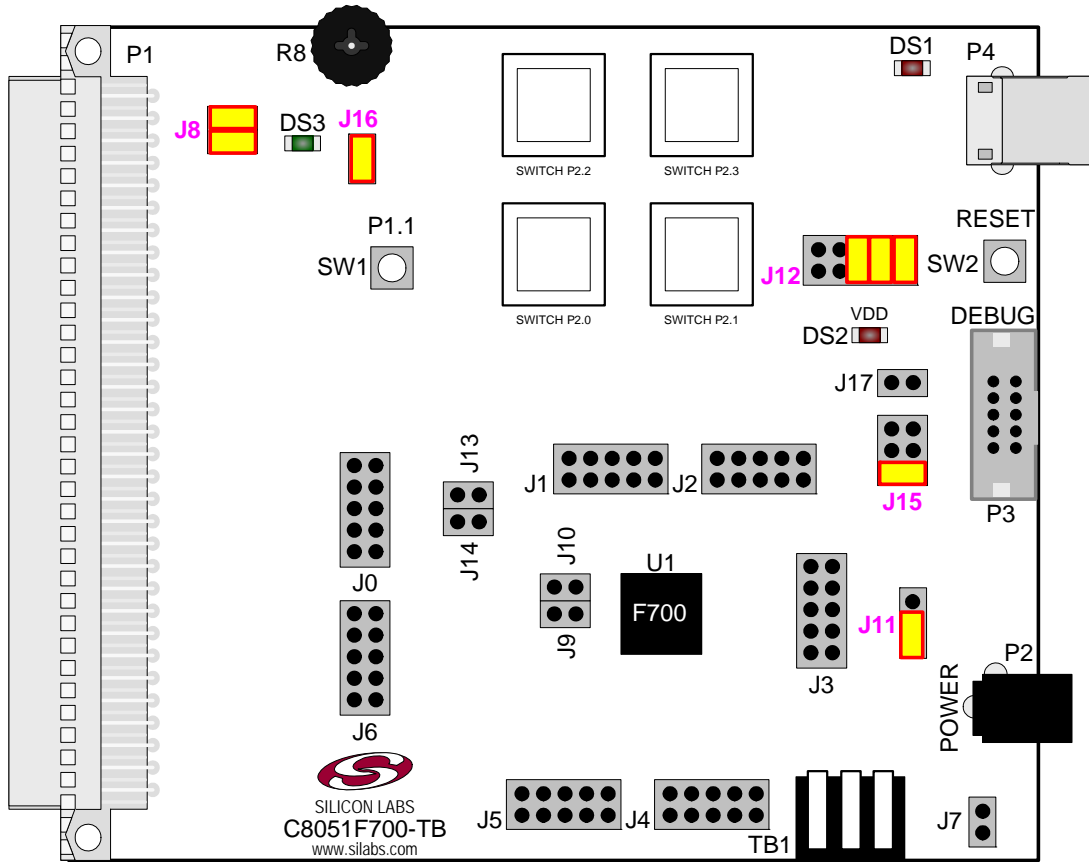 P1
R8
DS1
P4
J8
DS3
J16
SWITCH P2.2
SWITCH P2.3
P1.1
SW1
RESET
J12
SW2
SWITCH P2.0
SWITCH P2.1
VDD
DS2
DEBUG
J17
J13
J1
J2
J15
P3
J14
J0
J10
U1
F700
J9
J11
J3
P2
POWER
J6
SILICON LABS
C8051F700-TB
www.silabs.com
J5
J4
TB1
J7